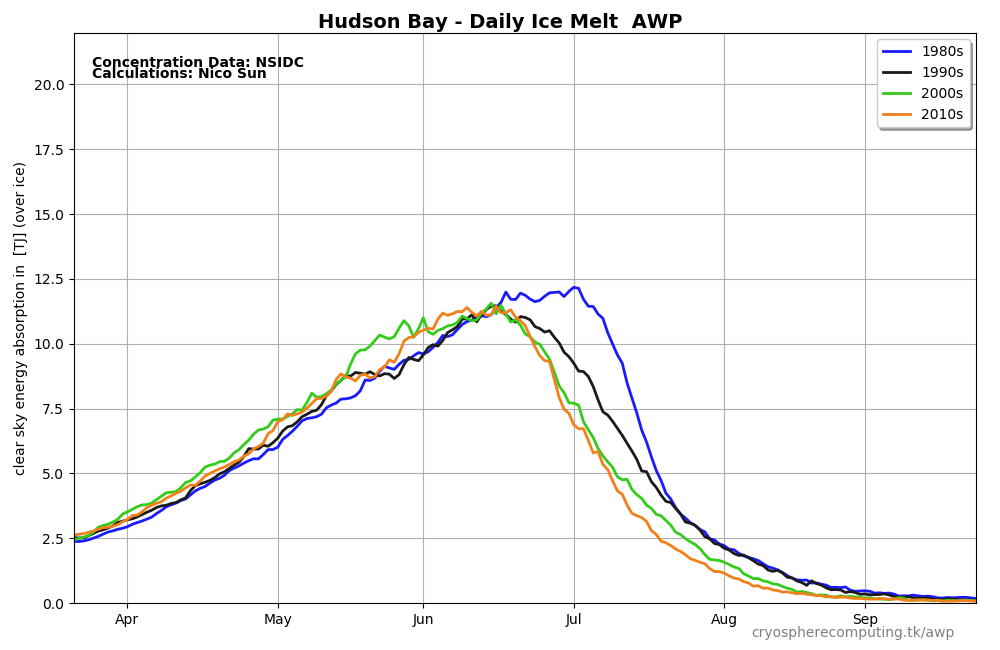 Hudson Bay - Daily Ice Melt  AWP
Concentration Data: NSIDC
Calculations: Nico Sun
1980s
1990s
2000s
2010s
clear sky energy absorption in  [TJ] (over ice)
20.0
17.5
15.0
12.5
10.0
7.5
5.0
2.5
0.0
Apr May Jun Jul Aug Sep
cryospherecomputing.tk/awp